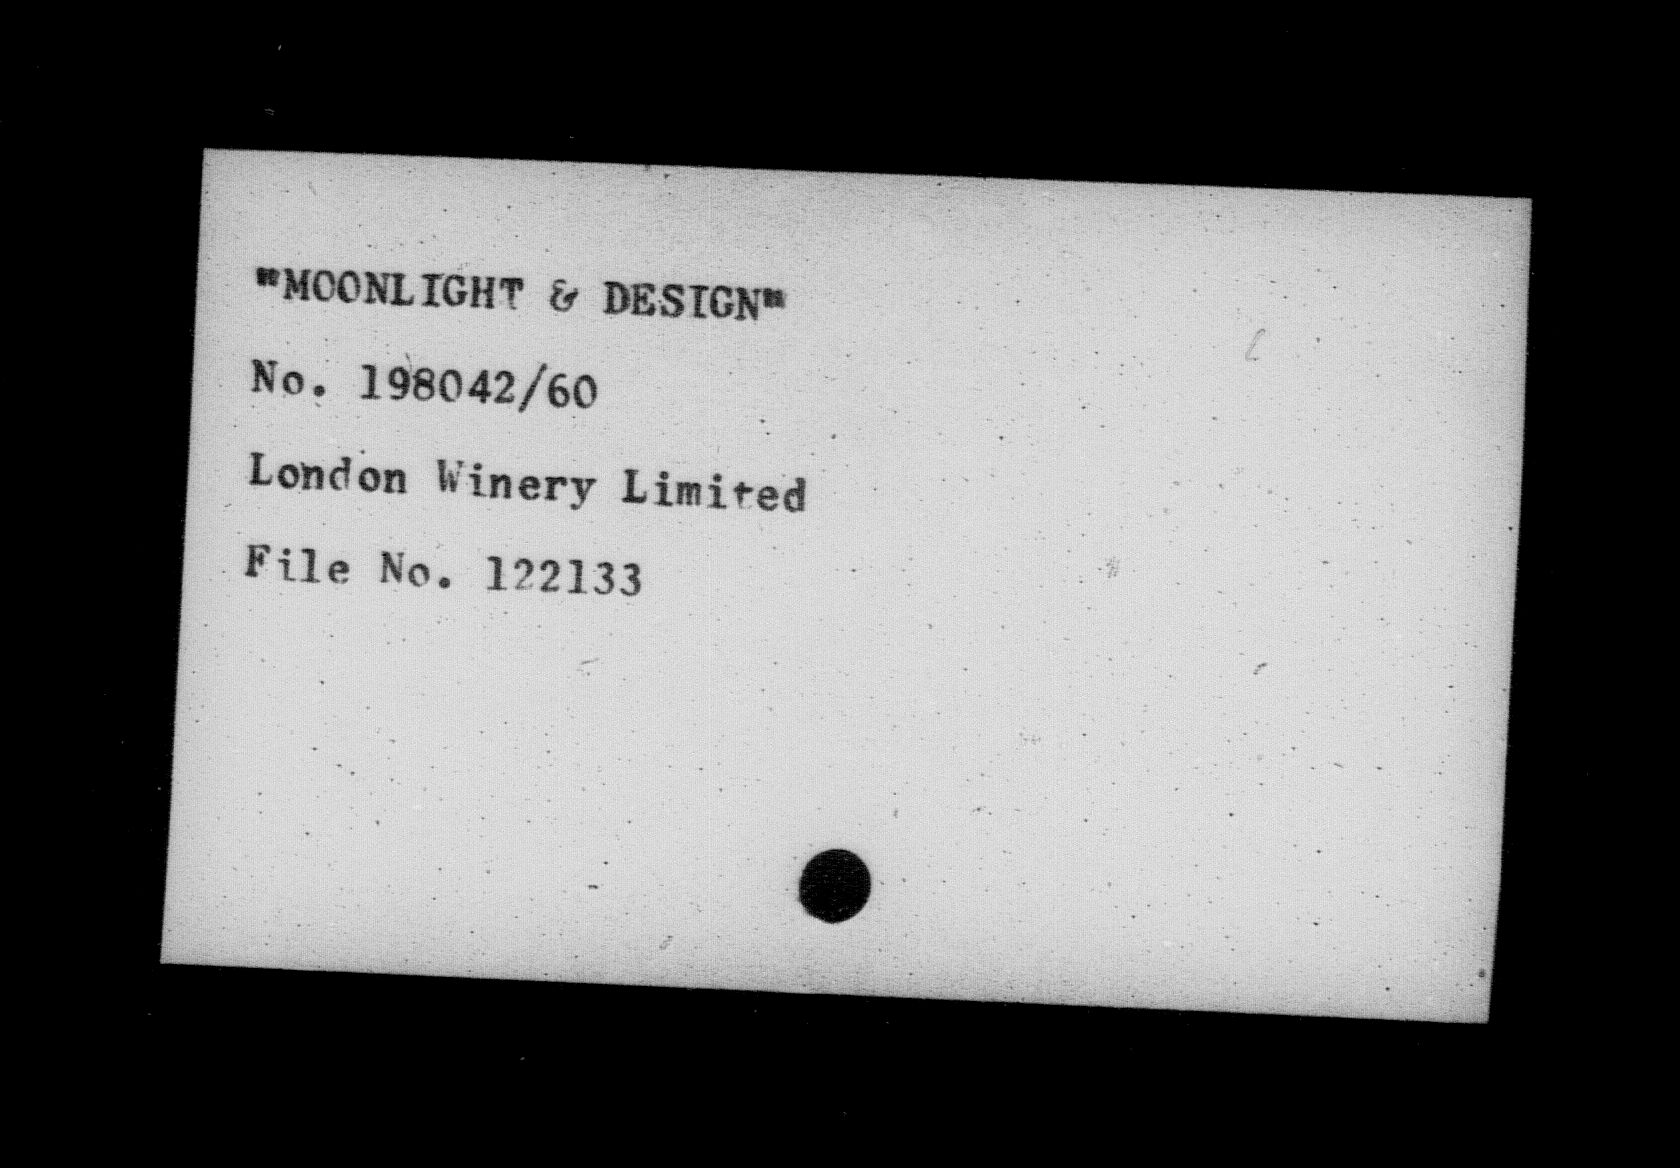 "MOONLIGHT & DESIGN"
No. 198042/60
London Winery Limited
File No. 122133